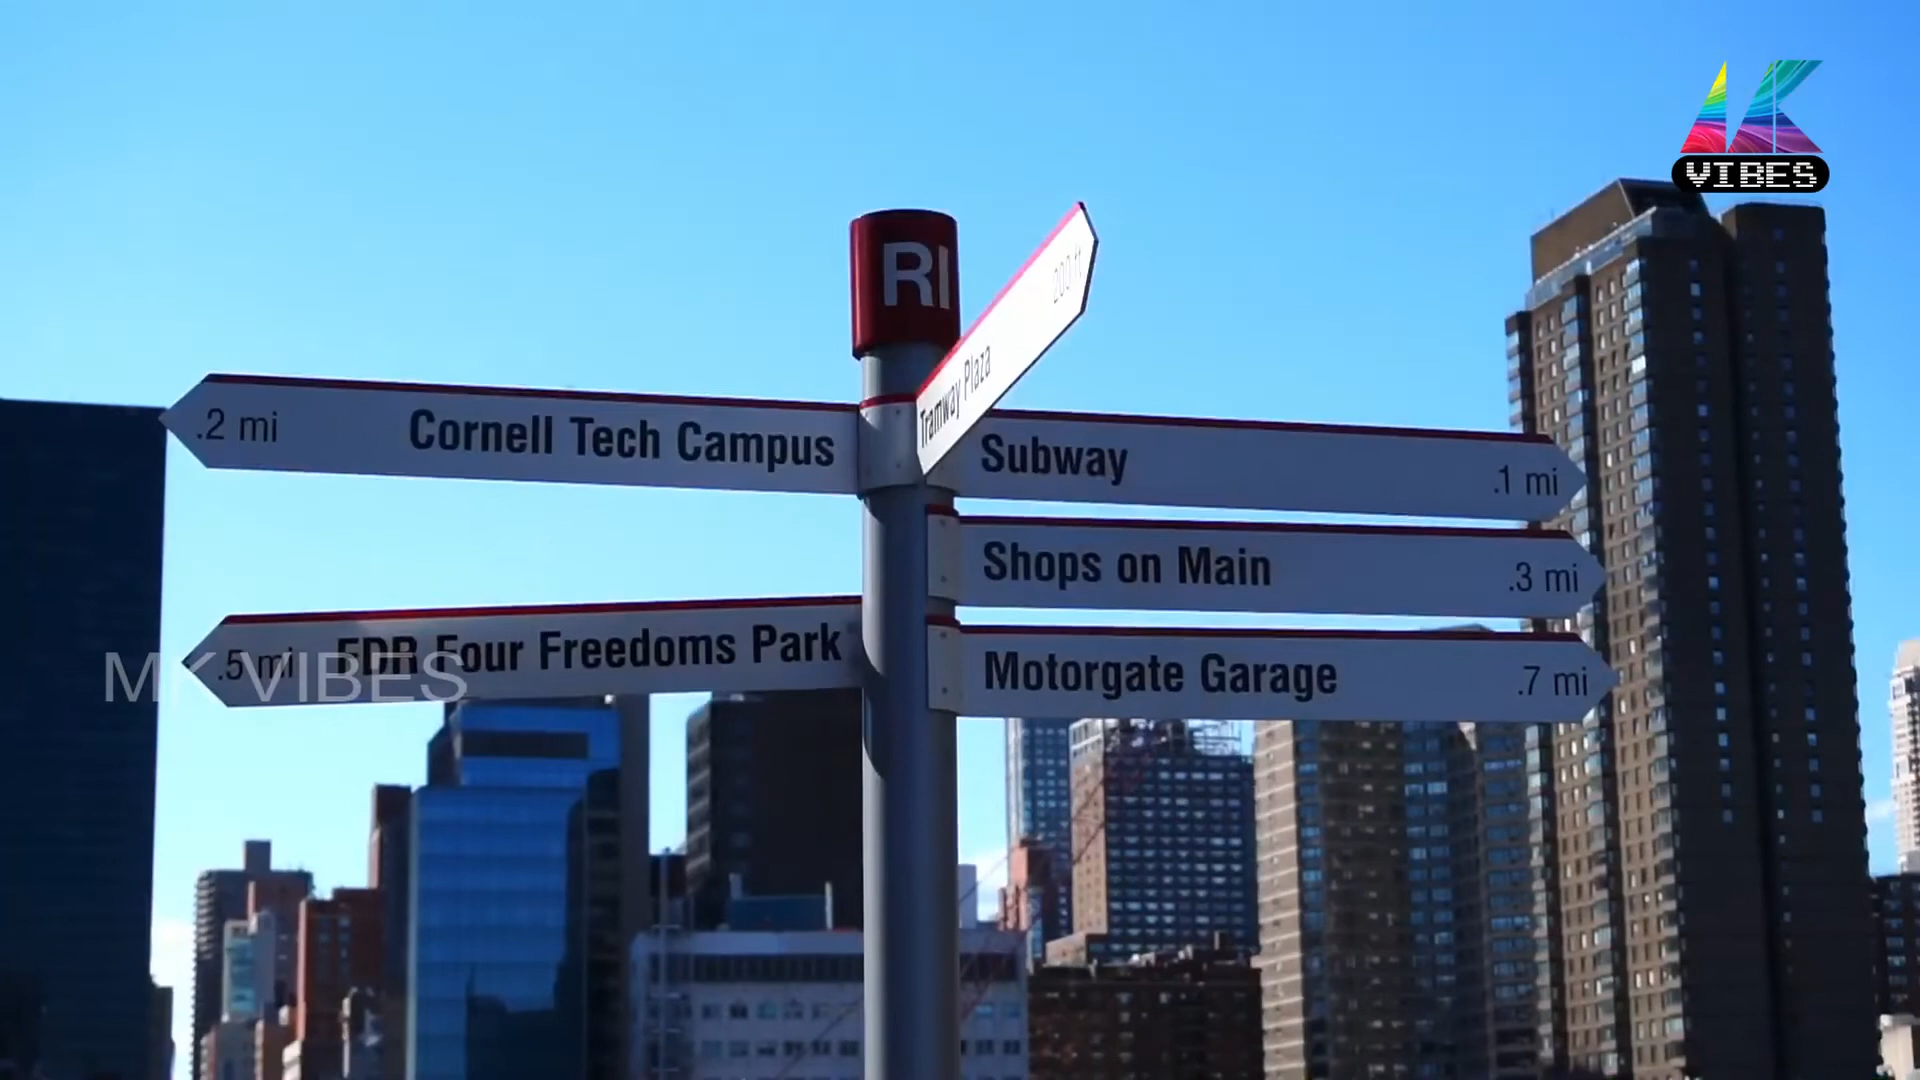 VIBES
RI
200 ft
Tramway Plaza
.2 mi Cornell Tech Campus
Subway .1 mi
Shops on Main .3 mi
.5 mi FDR Four Freedoms Park
MK VIBES
Motorgate Garage .7 mi